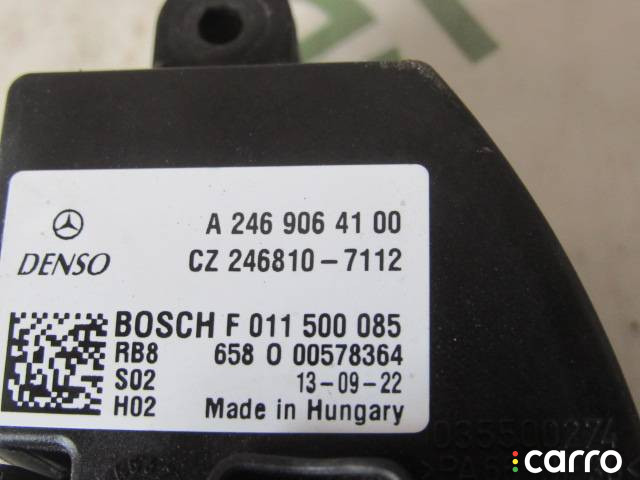 A 246 906 41 00
DENSO CZ 246810-7112
BOSCH F 011 500 085
RB8 658 0 00578364
S02 13-09-22
H02 Made in Hungary
carro